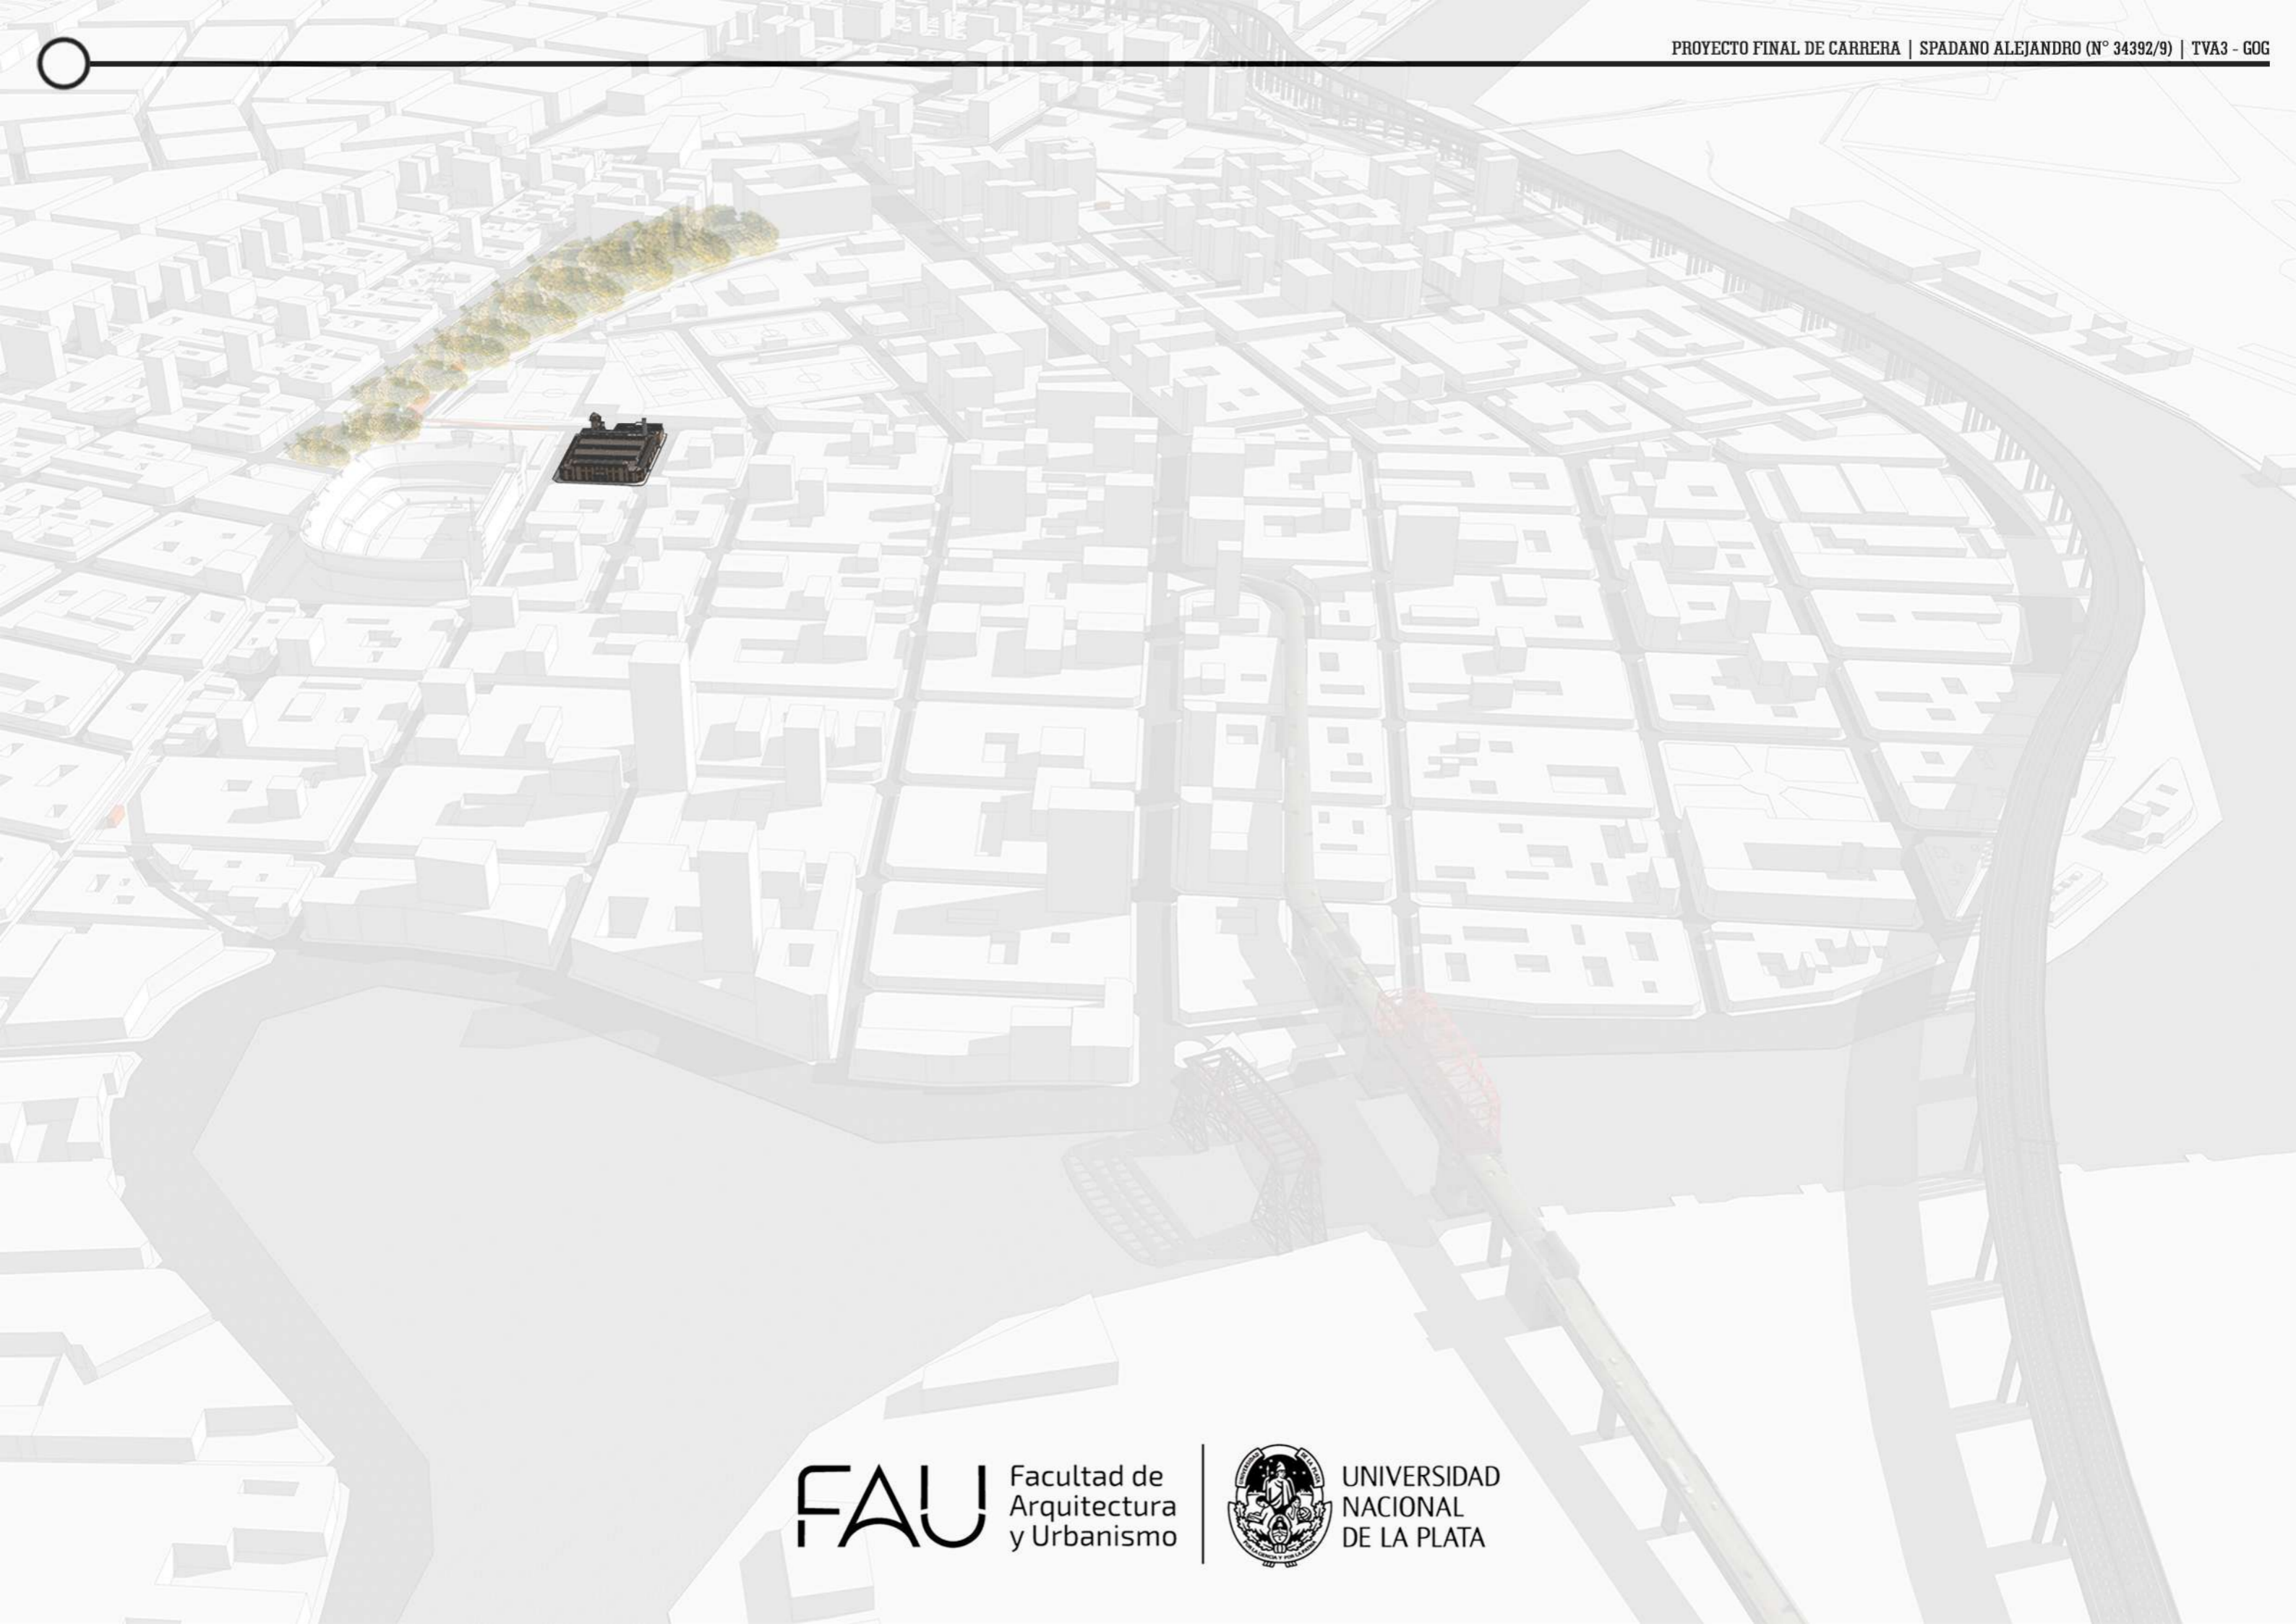 PROYECTO FINAL DE CARRERA | SPADANO ALEJANDRO (N° 34392/9) | TVA3 - GOG
FAU
Facultad de
Arquitectura
y Urbanismo
UNIVERSIDAD
NACIONAL
DE LA PLATA